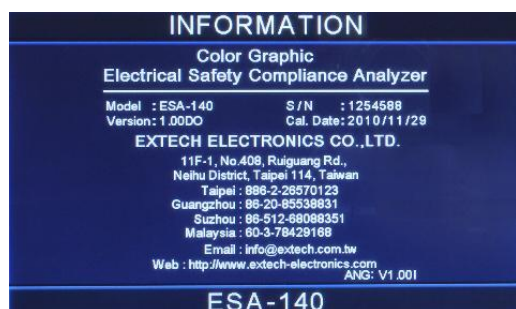 INFORMATION
Color Graphic
Electrical Safety Compliance Analyzer
Model : ESA-140 S/N : 1254588
Version : 1.00DO Cal. Date : 2010/11/29
EXTECH ELECTRONICS CO.,LTD.
11F-1, No.408, Ruiguang Rd.,
Neihu District, Taipei 114, Taiwan
Taipei : 886-2-26570123
Guangzhou : 86-20-85538831
Suzhou : 86-512-68088351
Malaysia : 60-3-78429168
Email : info@extech.com.tw
Web : http://www.extech-electronics.com
ANG: V1.00I
ESA-140